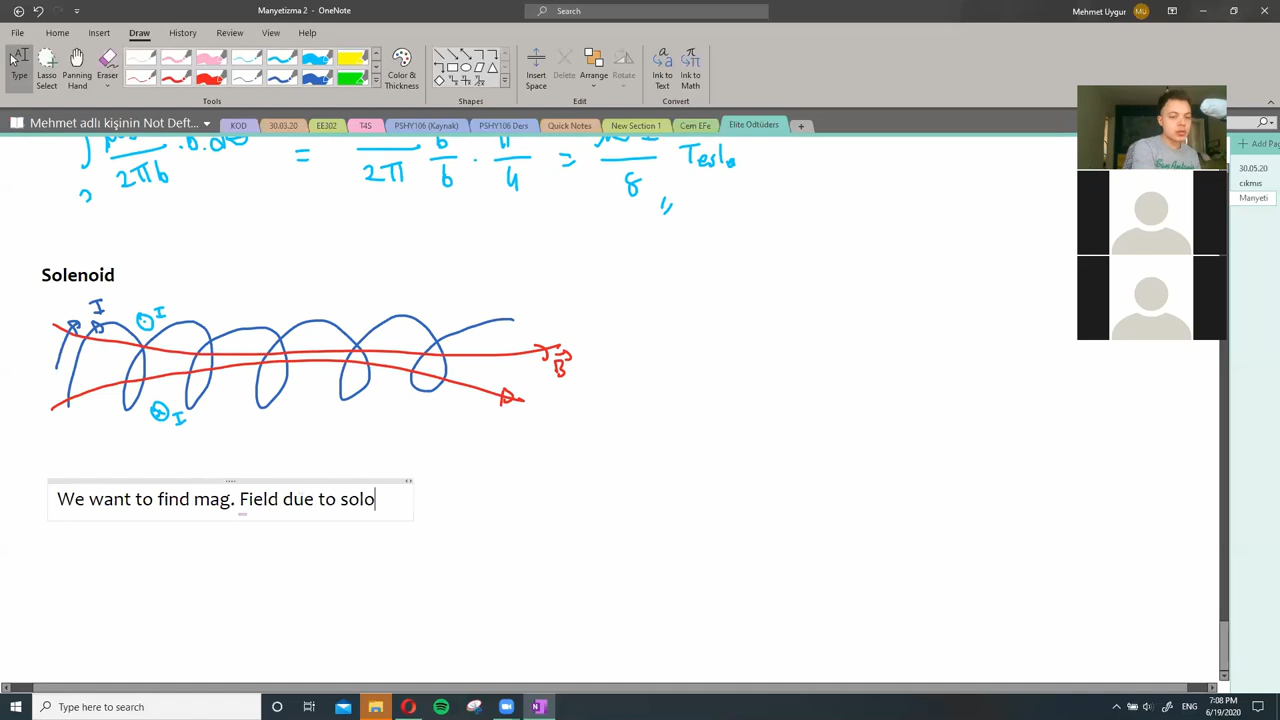 Manyetizma 2 - OneNote
Search
Mehmet Uygur
MU
File
Home
Insert
Draw
History
Review
View
Help
Type
Lasso Select
Panning Hand
Eraser
Color & Thickness
Insert Space
Delete
Arrange
Rotate
Ink to Text
Ink to Math
Tools
Shapes
Edit
Convert
Mehmet adlı kişinin Not Deft...
KOD
30.03.20
EE302
T4S
PSHY106 (Kaynak)
PSHY106 Ders
Quick Notes
New Section 1
Cem EFe
Elite Odtüders
Add Pag
30.05.20
çıkmıs
Manyeti
2πb
=
2π
b
4
=
8
Tesla
Solenoid
I
I
B
I
We want to find mag. Field due to solo
Type here to search
ENG
7:08 PM
6/19/2020